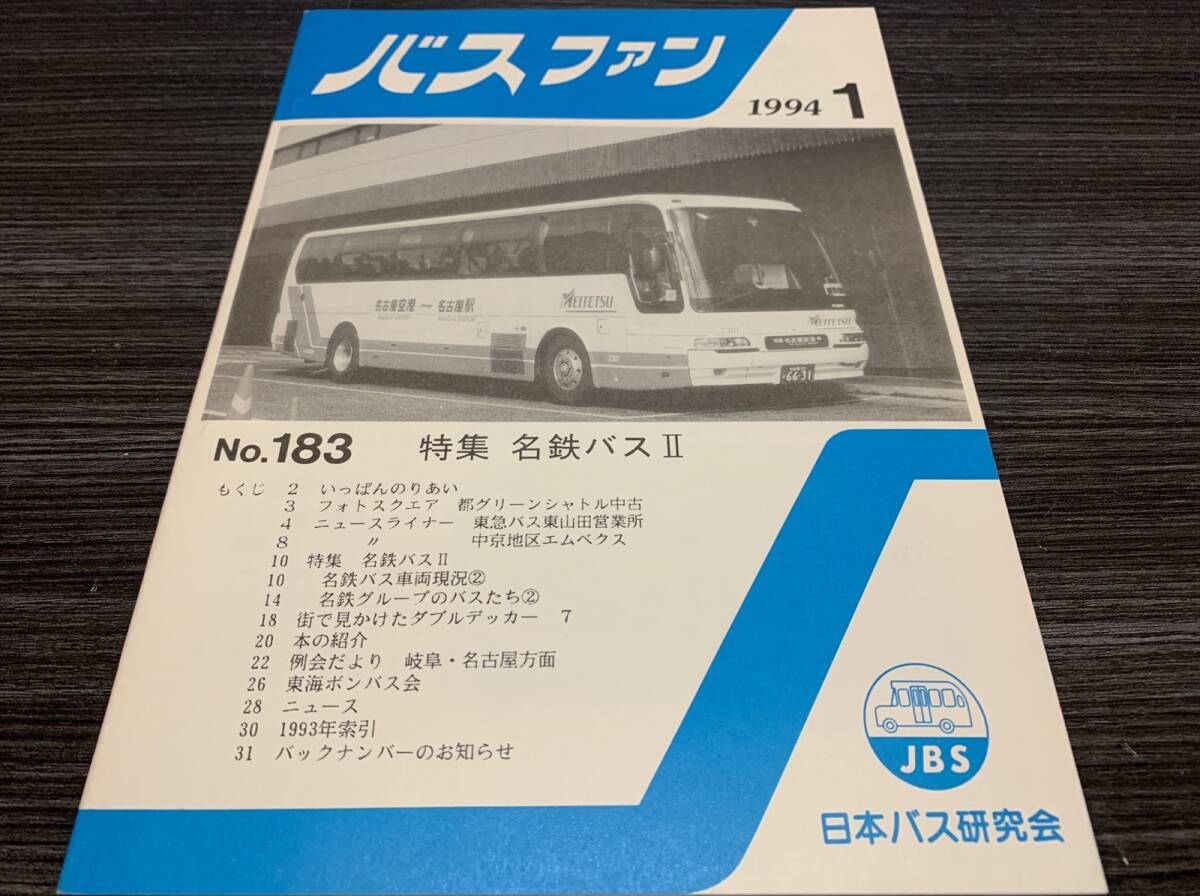 バスファン
1994 1
名古屋空港 ー 名古屋駅
MEITETSU
MEITETSU
2301
66-31
No.183 特集 名鉄バスⅡ
もくじ 2 いっぱんのりあい
3 フォトスクエア 都グリーンシャトル中古
4 ニュースライナー 東急バス東山田営業所
8 〃 中京地区エムベクス
10 特集 名鉄バスⅡ
10 名鉄バス車両現況②
14 名鉄グループのバスたち②
18 街で見かけたダブルデッカー 7
20 本の紹介
22 例会だより 岐阜・名古屋方面
26 東海ボンバス会
28 ニュース
30 1993年索引
31 バックナンバーのお知らせ
JBS
日本バス研究会